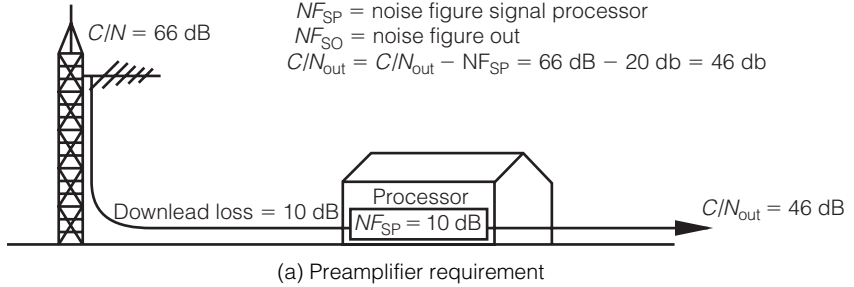 C/N = 66 dB
NF_SP = noise figure signal processor
NF_SO = noise figure out
C/N_out = C/N_out − NF_SP = 66 dB − 20 db = 46 db
Downlead loss = 10 dB
Processor
NF_SP = 10 dB
C/N_out = 46 dB
(a) Preamplifier requirement